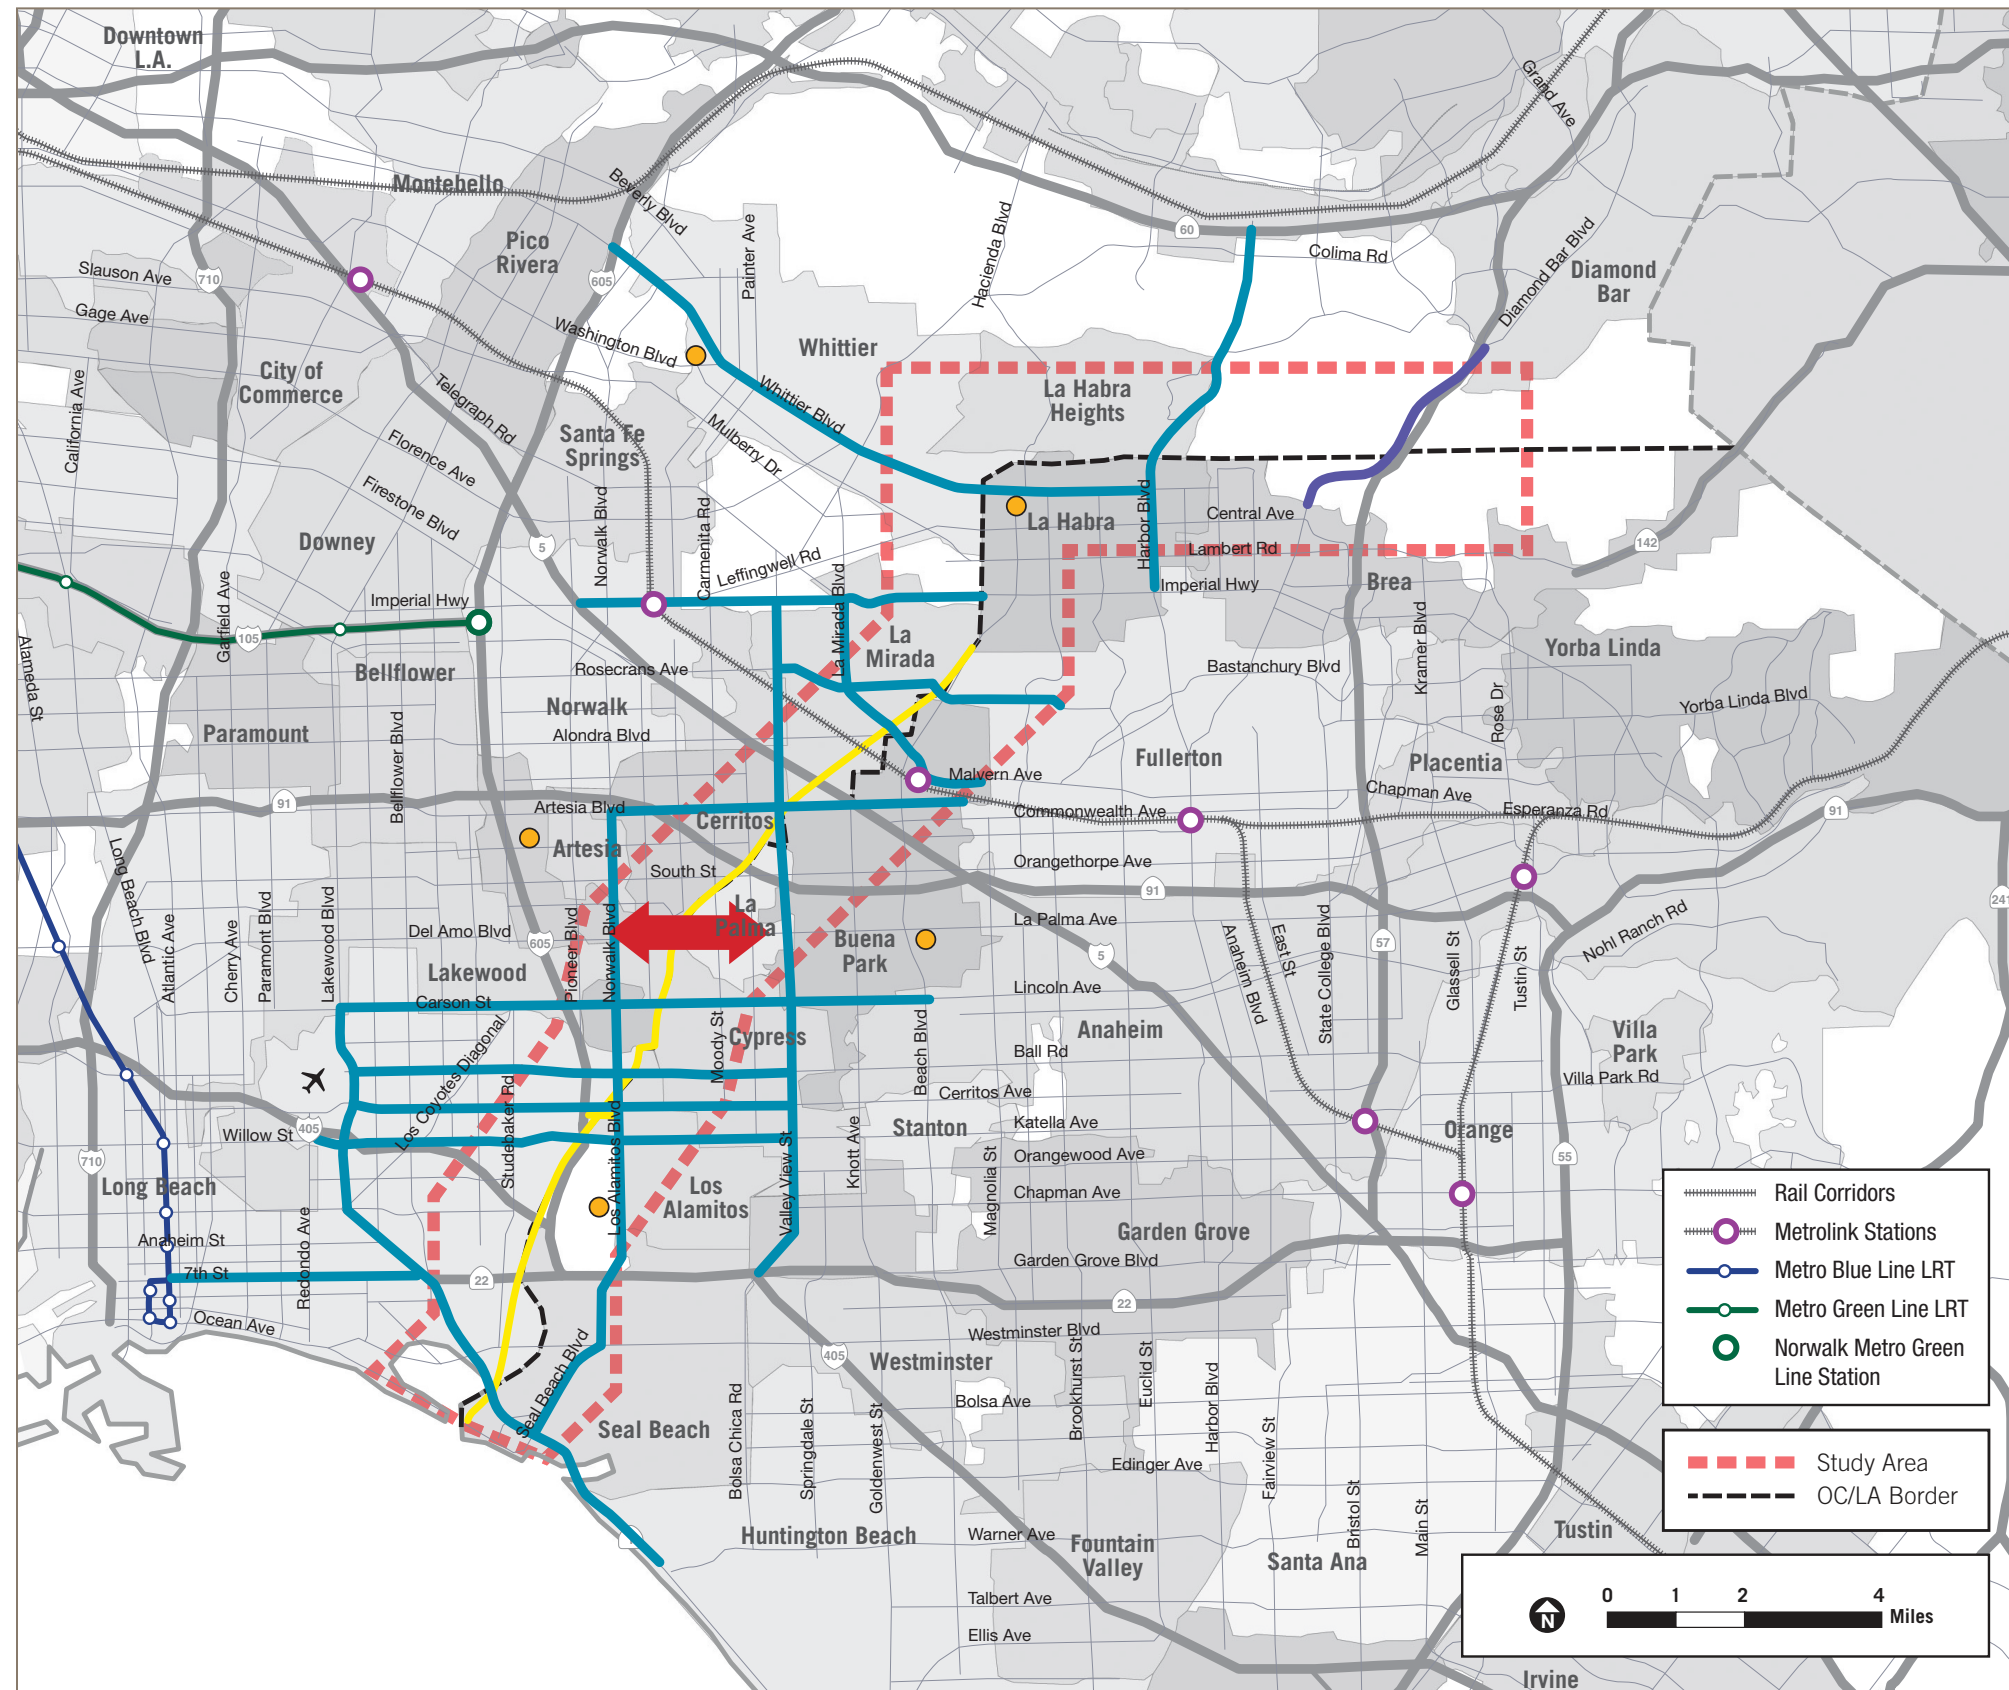 Downtown
L.A.
Grand Ave
Montebello
Beverly Blvd
Painter Ave
Hacienda Blvd
60
Colima Rd
Diamond Bar Blvd
Diamond
Bar
Pico
Rivera
Slauson Ave
710
605
Gage Ave
Washington Blvd
Whittier
City of
Commerce
California Ave
Telegraph Rd
Whittier Blvd
La Habra
Heights
Florence Ave
Santa Fe
Springs
Mulberry Dr
Firestone Blvd
Norwalk Blvd
Carmenita Rd
La Habra
Harbor Blvd
Central Ave
Lambert Rd
142
Downey
5
Leffingwell Rd
La Mirada Blvd
Imperial Hwy
Brea
Garfield Ave
Imperial Hwy
105
Alameda St
Bellflower
Rosecrans Ave
La
Mirada
Bastanchury Blvd
Kramer Blvd
Yorba Linda
Rose Dr
Yorba Linda Blvd
Norwalk
Paramount
Bellflower Blvd
Alondra Blvd
Fullerton
Placentia
Malvern Ave
Chapman Ave
91
Artesia Blvd
Cerritos
Commonwealth Ave
Esperanza Rd
91
Artesia
Long Beach Blvd
South St
Orangethorpe Ave
91
241
La
Palma
La Palma Ave
Atlantic Ave
Cherry Ave
Paramont Blvd
Lakewood Blvd
Del Amo Blvd
605
Pioneer Blvd
Norwalk Blvd
Buena
Park
5
Anaheim Blvd
East St
State College Blvd
57
Glassell St
Tustin St
Nohl Ranch Rd
Lakewood
Carson St
Lincoln Ave
Los Coyotes Diagonal
Moody St
Cypress
Beach Blvd
Anaheim
Ball Rd
Villa
Park
Villa Park Rd
Studebaker Rd
Cerritos Ave
Willow St
405
Los Alamitos Blvd
Valley View St
Knott Ave
Stanton
Katella Ave
Orange
710
Magnolia St
Orangewood Ave
55
Long Beach
Los
Alamitos
Chapman Ave
Garden Grove
Anaheim St
Redondo Ave
Garden Grove Blvd
7th St
22
22
Ocean Ave
Seal Beach Blvd
405
Westminster Blvd
Westminster
Brookhurst St
Euclid St
Harbor Blvd
Bolsa Chica Rd
Springdale St
Goldenwest St
Bolsa Ave
Seal Beach
Fairview St
Edinger Ave
Bristol St
Main St
Huntington Beach
Warner Ave
Fountain
Valley
Santa Ana
Tustin
Talbert Ave
Ellis Ave
Irvine
Rail Corridors
Metrolink Stations
Metro Blue Line LRT
Metro Green Line LRT
Norwalk Metro Green
Line Station
Study Area
OC/LA Border
N
0 1 2 4
Miles